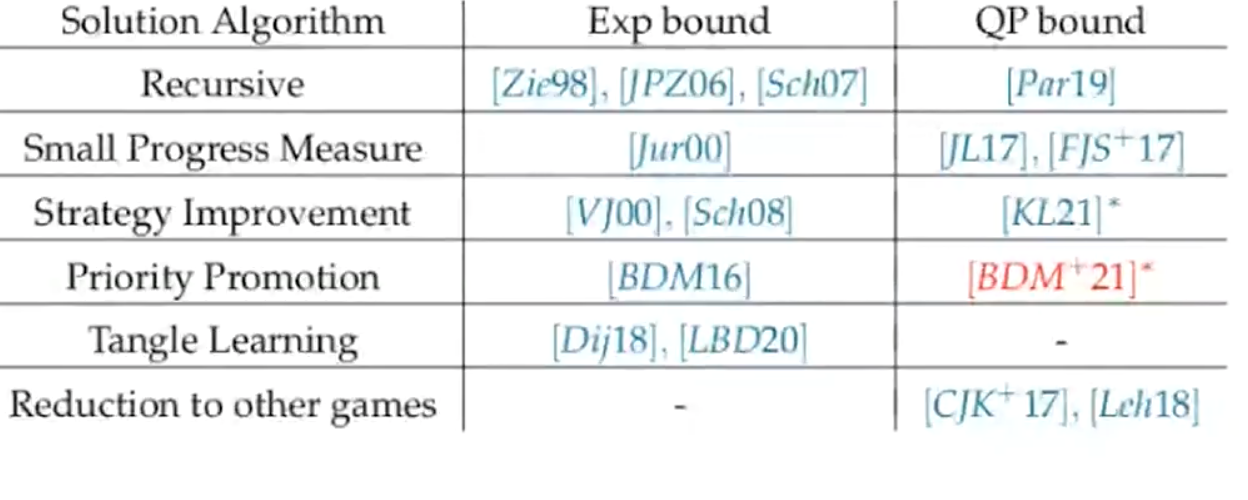 Solution Algorithm Exp bound QP bound
Recursive [Zie98], [JPZ06], [Sch07] [Par19]
Small Progress Measure [Jur00] [JL17], [FJS+17]
Strategy Improvement [VJ00], [Sch08] [KL21]*
Priority Promotion [BDM16] [BDM+21]*
Tangle Learning [Dij18], [LBD20] -
Reduction to other games - [CJK+17], [Leh18]